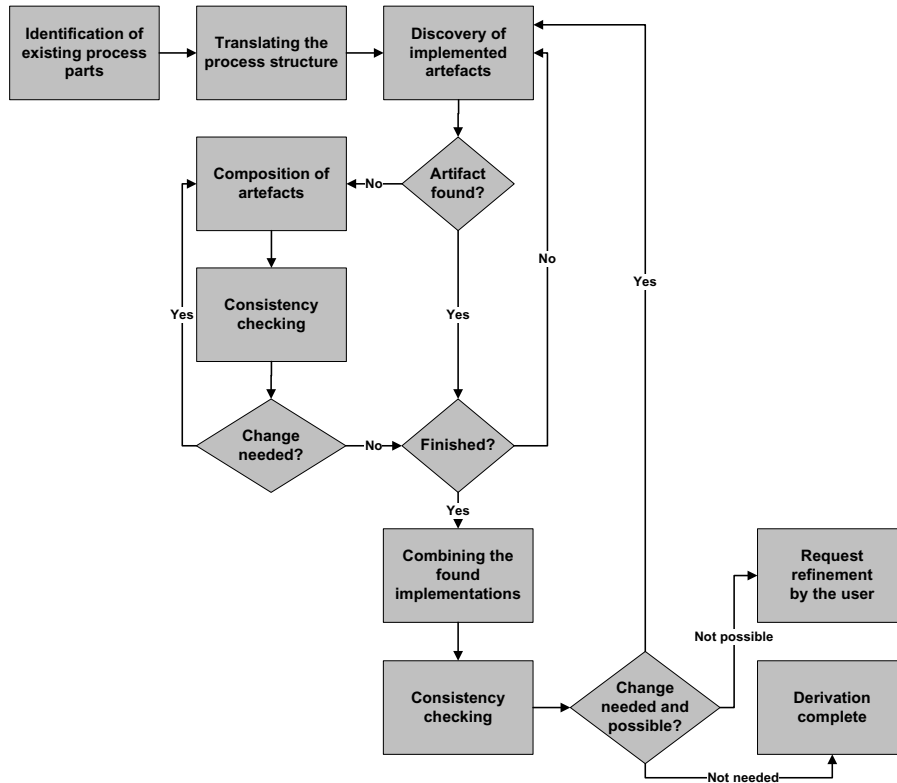 Identification of
existing process
parts
Translating the
process structure
Discovery of
implemented
artefacts
Composition of
artefacts
No
Artifact
found?
No
Yes
Consistency
checking
Yes
Yes
Change
needed?
No
Finished?
Yes
Combining the
found
implementations
Request
refinement
by the user
Not possible
Consistency
checking
Change
needed and
possible?
Derivation
complete
Not needed